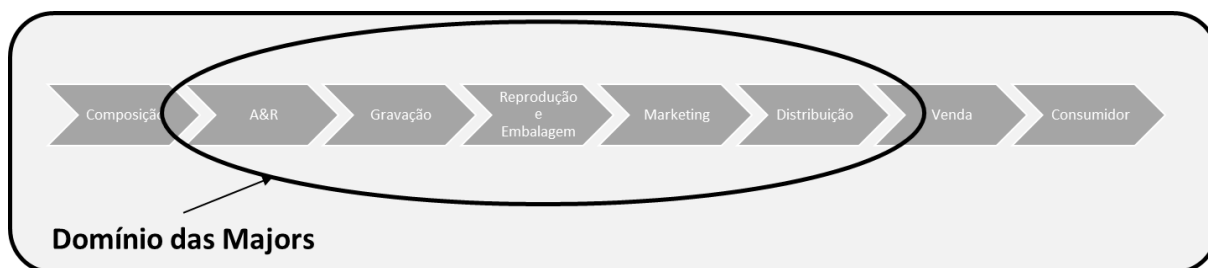 Composição
A&R
Gravação
Reprodução
e
Embalagem
Marketing
Distribuição
Venda
Consumidor
Domínio das Majors